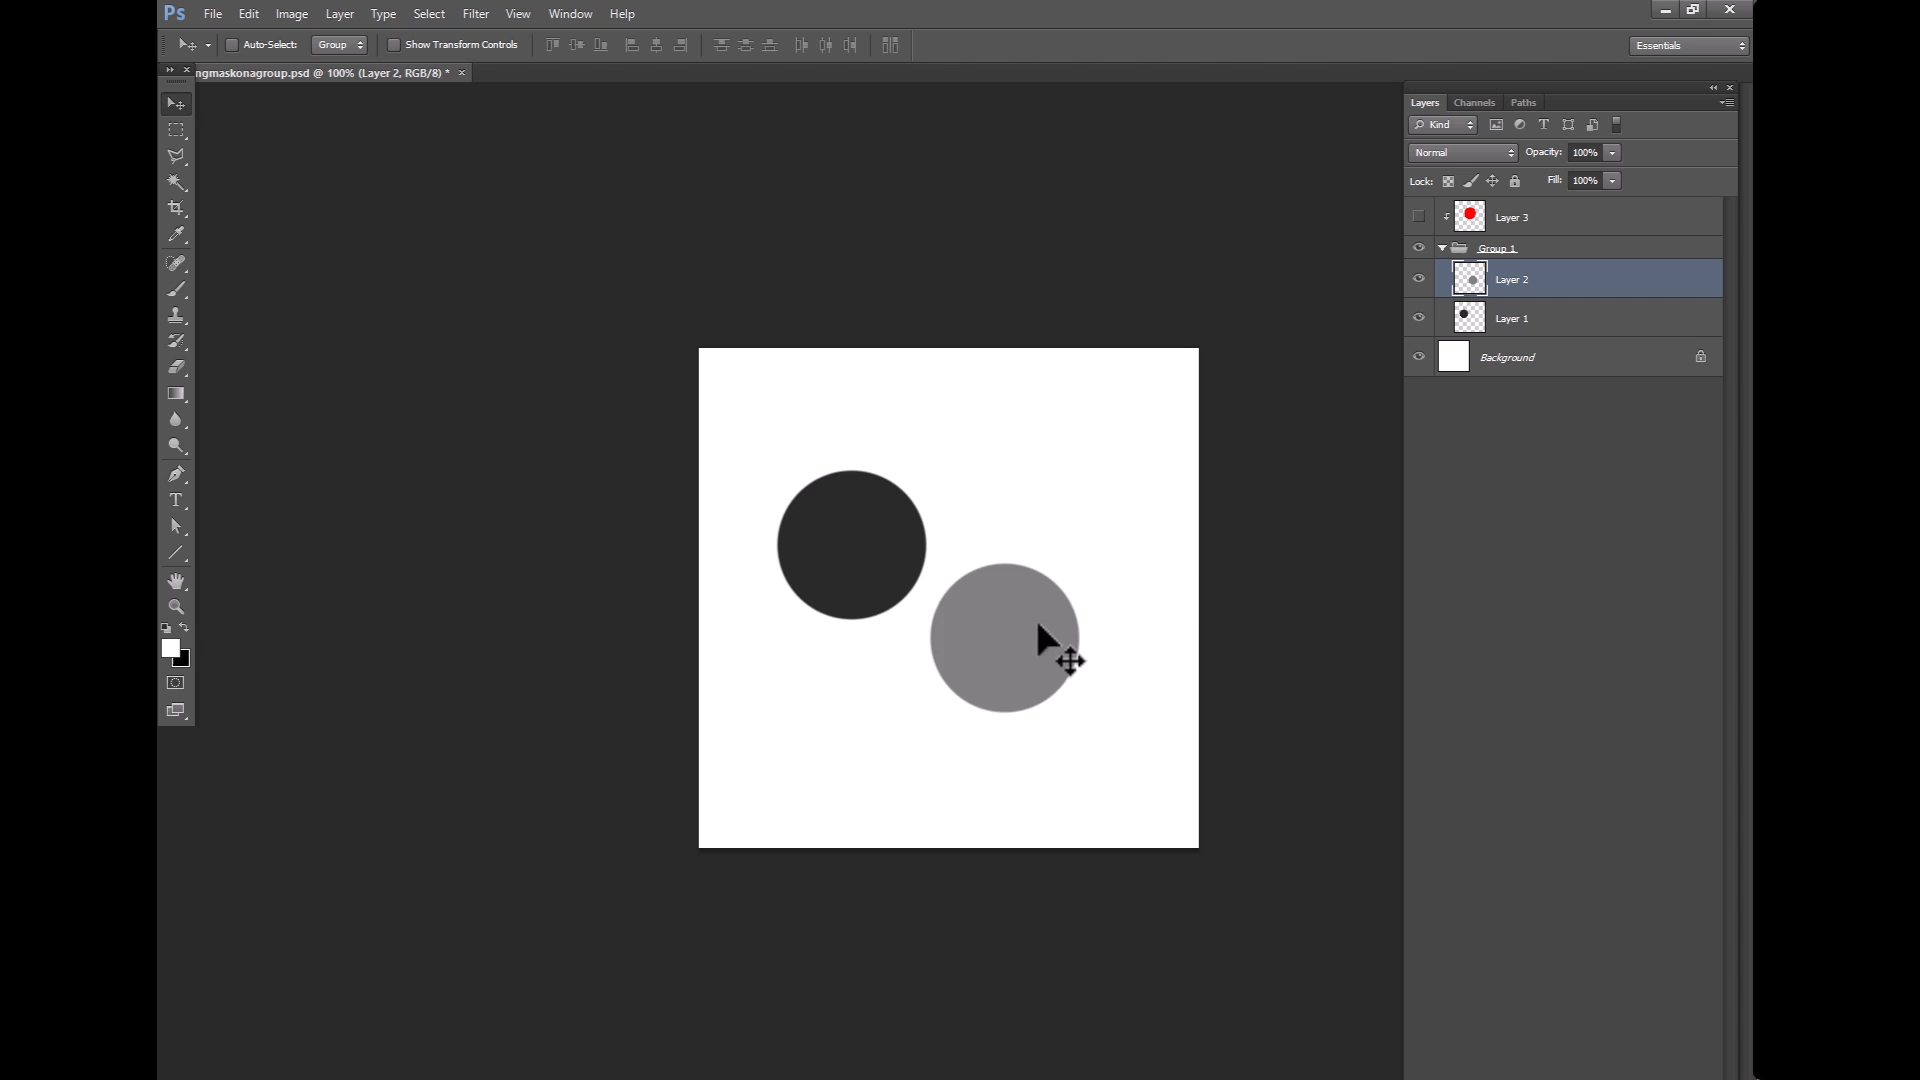 Ps File Edit Image Layer Type Select Filter View Window Help
Auto-Select: Group Show Transform Controls Essentials
ngmaskonagroup.psd @ 100% (Layer 2, RGB/8) *
Layers Channels Paths
Kind
Normal Opacity: 100%
Lock: Fill: 100%
Layer 3
Group 1
Layer 2
Layer 1
Background